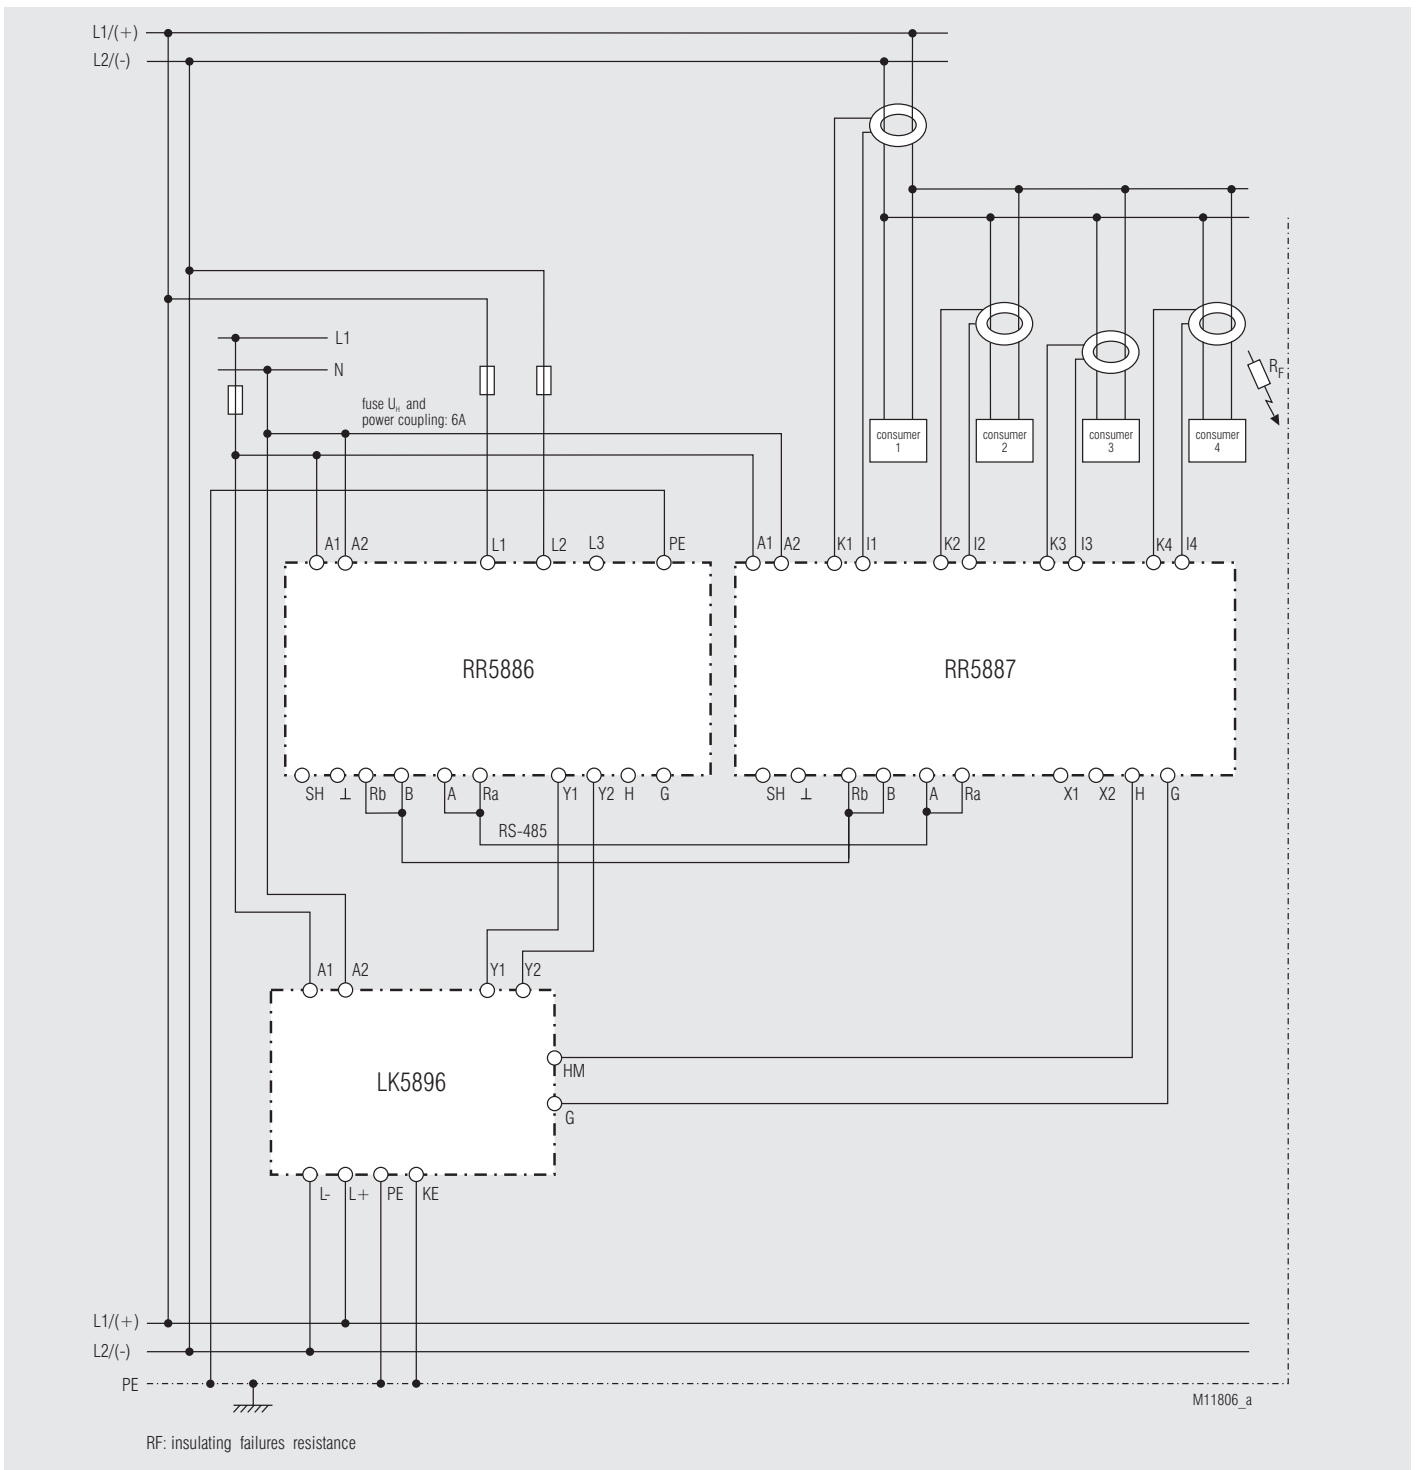 L1/(+)
L2/(-)
L1
N
fuse UH and
power coupling: 6A
RF
consumer
1
consumer
2
consumer
3
consumer
4
A1 A2 L1 L2 L3 PE A1 A2 K1 I1 K2 I2 K3 I3 K4 I4
RR5886 RR5887
SH ⊥ Rb B A Ra Y1 Y2 H G SH ⊥ Rb B A Ra X1 X2 H G
RS-485
A1 A2 Y1 Y2
HM
LK5896
G
L- L+ PE KE
L1/(+)
L2/(-)
PE
M11806_a
RF: insulating failures resistance